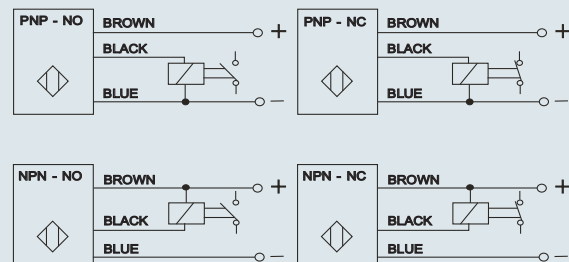 PNP - NO
BROWN
+
BLACK
BLUE
−
PNP - NC
BROWN
+
BLACK
BLUE
−
NPN - NO
BROWN
+
BLACK
BLUE
−
NPN - NC
BROWN
+
BLACK
BLUE
−